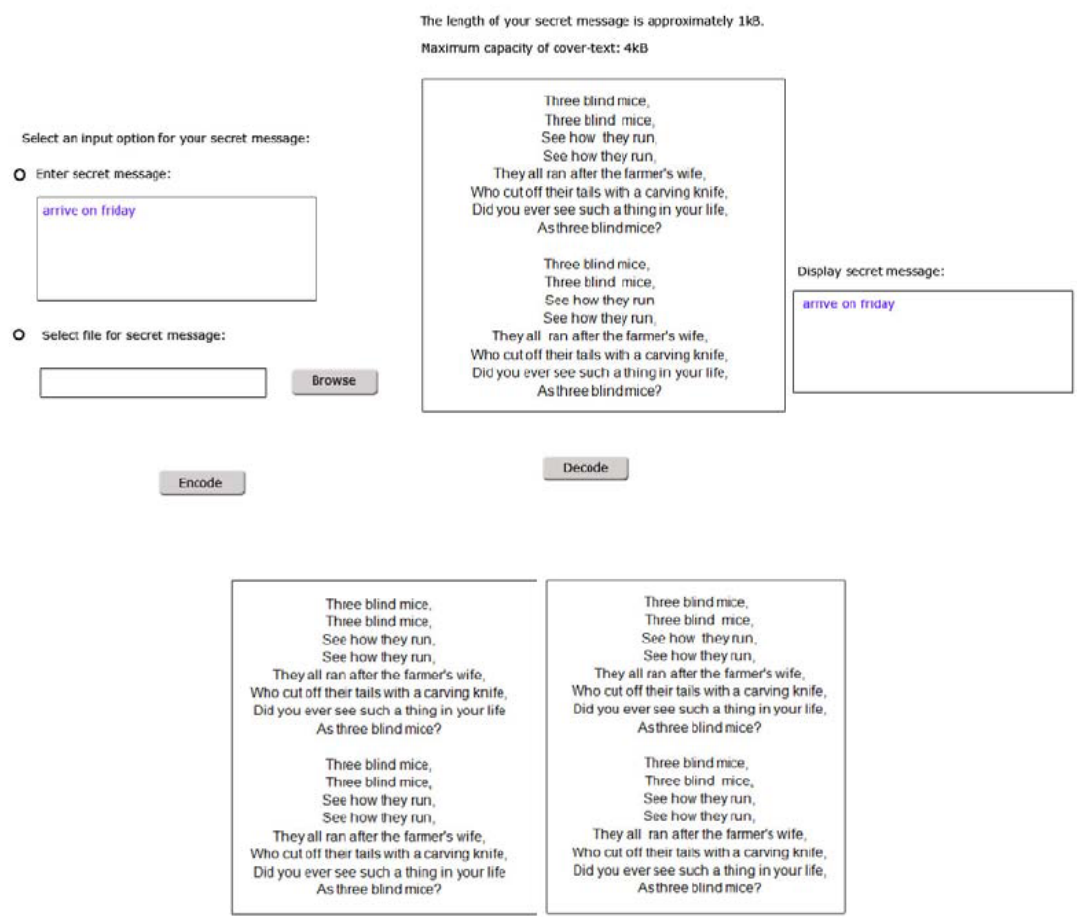 The length of your secret message is approximately 1kB.
Maximum capacity of cover-text: 4kB
Select an input option for your secret message:
Enter secret message:
arrive on friday
Select file for secret message:
Browse
Encode
Three blind mice,
Three blind mice,
See how they run,
See how they run,
They all ran after the farmer's wife,
Who cut off their tails with a carving knife,
Did you ever see such a thing in your life,
As three blind mice?
Three blind mice,
Three blind mice,
See how they run
See how they run,
They all ran after the farmer's wife,
Who cut off their tails with a carving knife,
Did you ever see such a thing in your life,
As three blind mice?
Decode
Display secret message:
arrive on friday
Three blind mice,
Three blind mice,
See how they run,
See how they run,
They all ran after the farmer's wife,
Who cut off their tails with a carving knife,
Did you ever see such a thing in your life
As three blind mice?
Three blind mice,
Three blind mice,
See how they run,
See how they run,
They all ran after the farmer's wife,
Who cut off their tails with a carving knife,
Did you ever see such a thing in your life
As three blind mice?
Three blind mice,
Three blind mice,
See how they run,
See how they run,
They all ran after the farmer's wife,
Who cut off their tails with a carving knife,
Did you ever see such a thing in your life,
As three blind mice?
Three blind mice,
Three blind mice,
See how they run,
See how they run,
They all ran after the farmer's wife,
Who cut off their tails with a carving knife,
Did you ever see such a thing in your life,
As three blind mice?